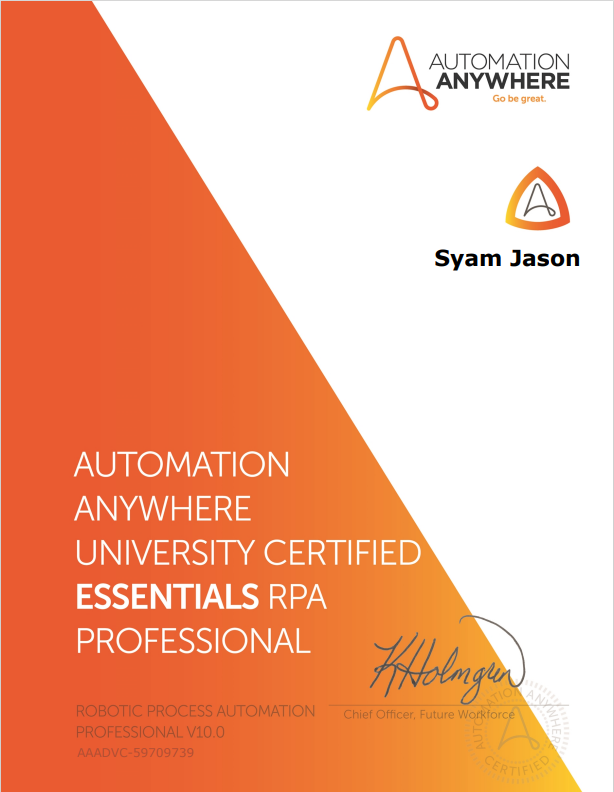 AUTOMATION
ANYWHERE
Go be great.
Syam Jason
AUTOMATION
ANYWHERE
UNIVERSITY CERTIFIED
ESSENTIALS RPA
PROFESSIONAL
KHolmgren
Chief Officer, Future Workforce
ROBOTIC PROCESS AUTOMATION
PROFESSIONAL V10.0
AAADVC-59709739
AUTOMATION ANYWHERE
CERTIFIED